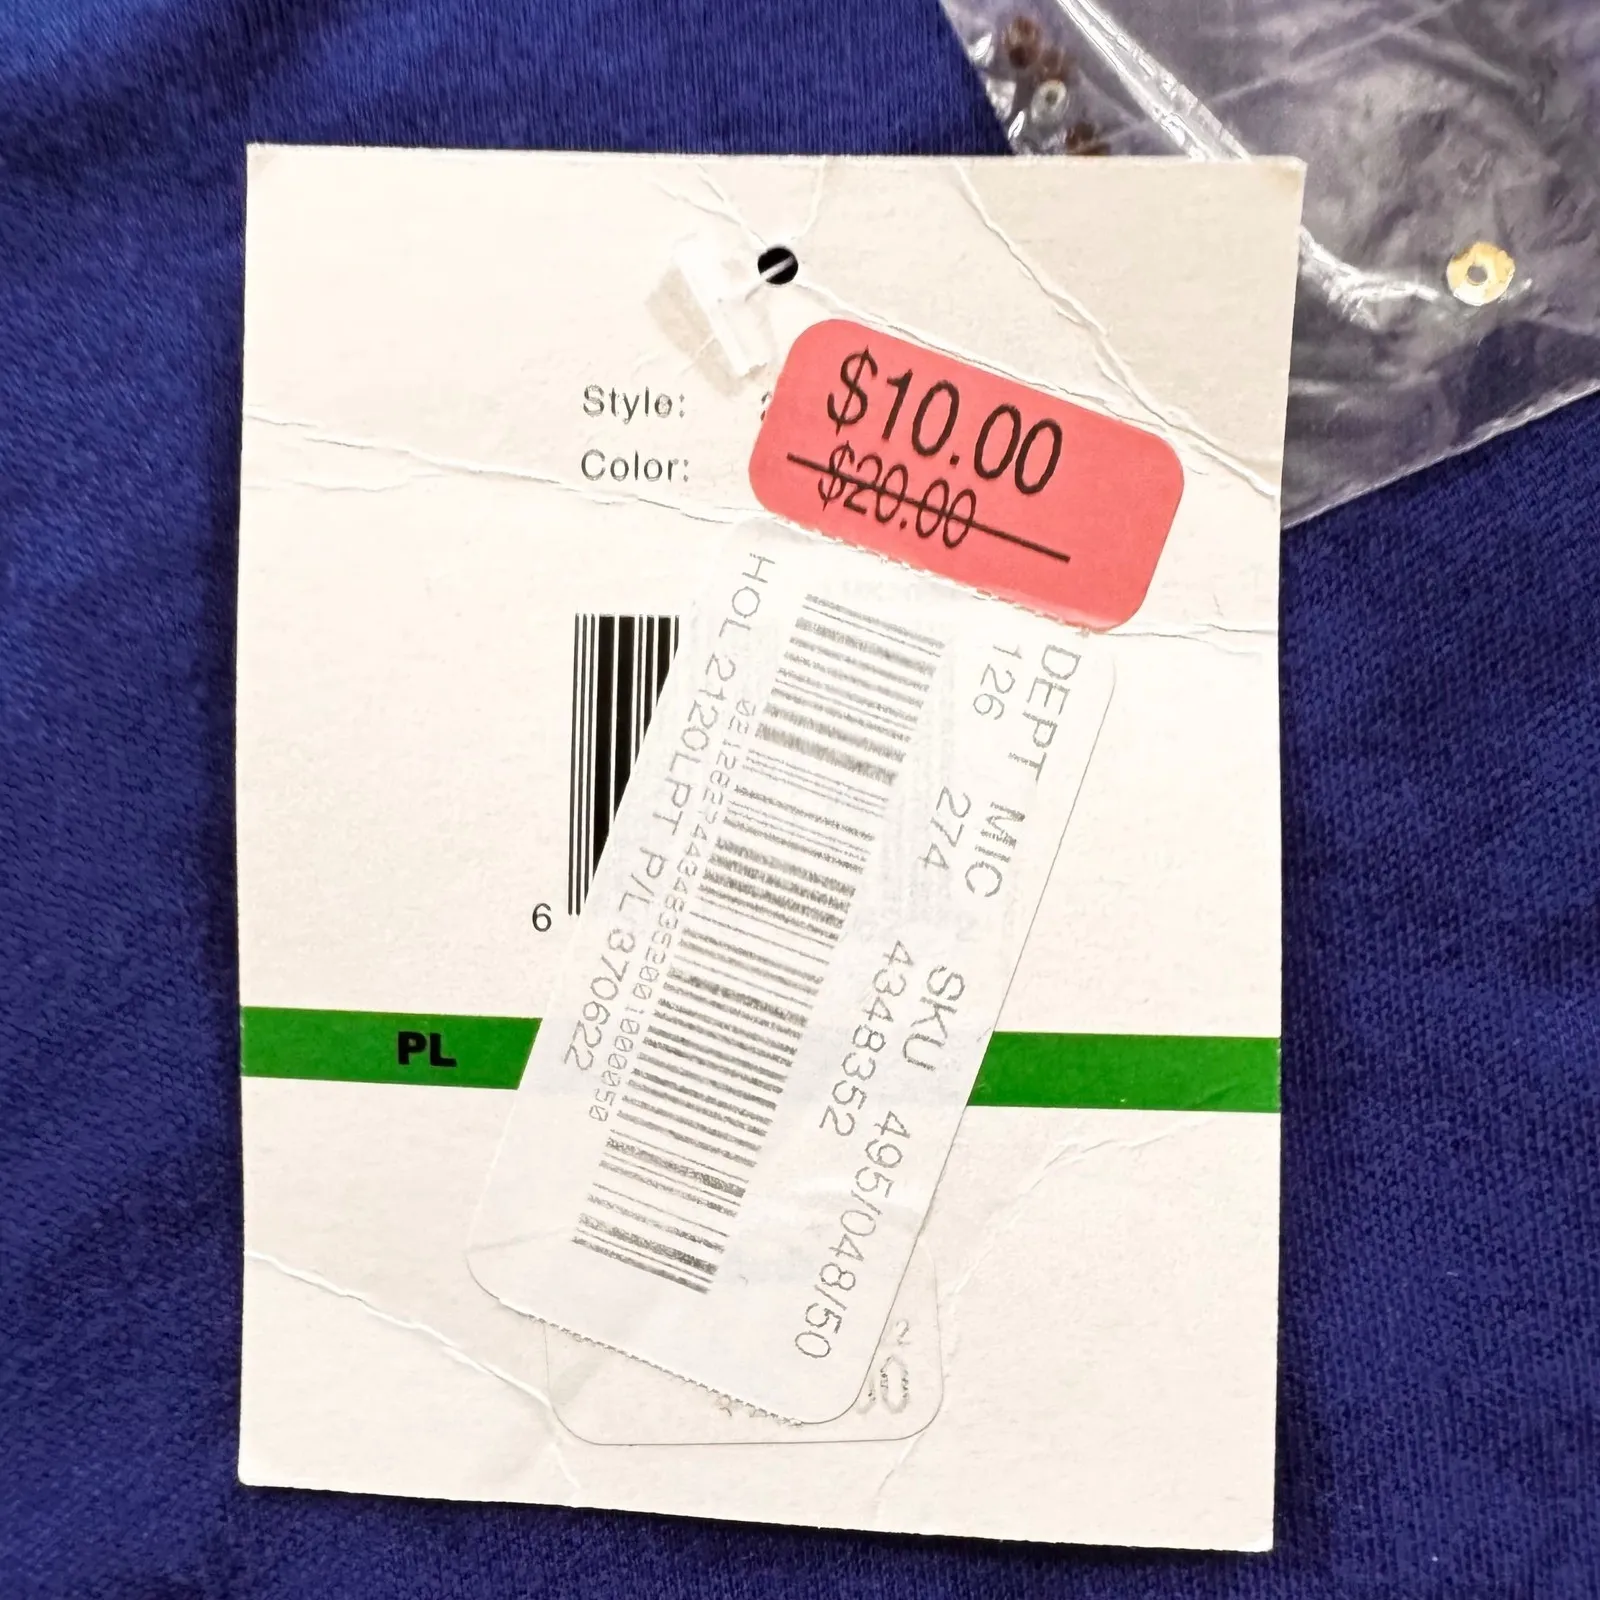 Style:
Color:
$10.00
$20.00
DEPT MIC SKU 495/048/50
126 274 4348352
HOL 2120LPT P/L 370622
6
PL